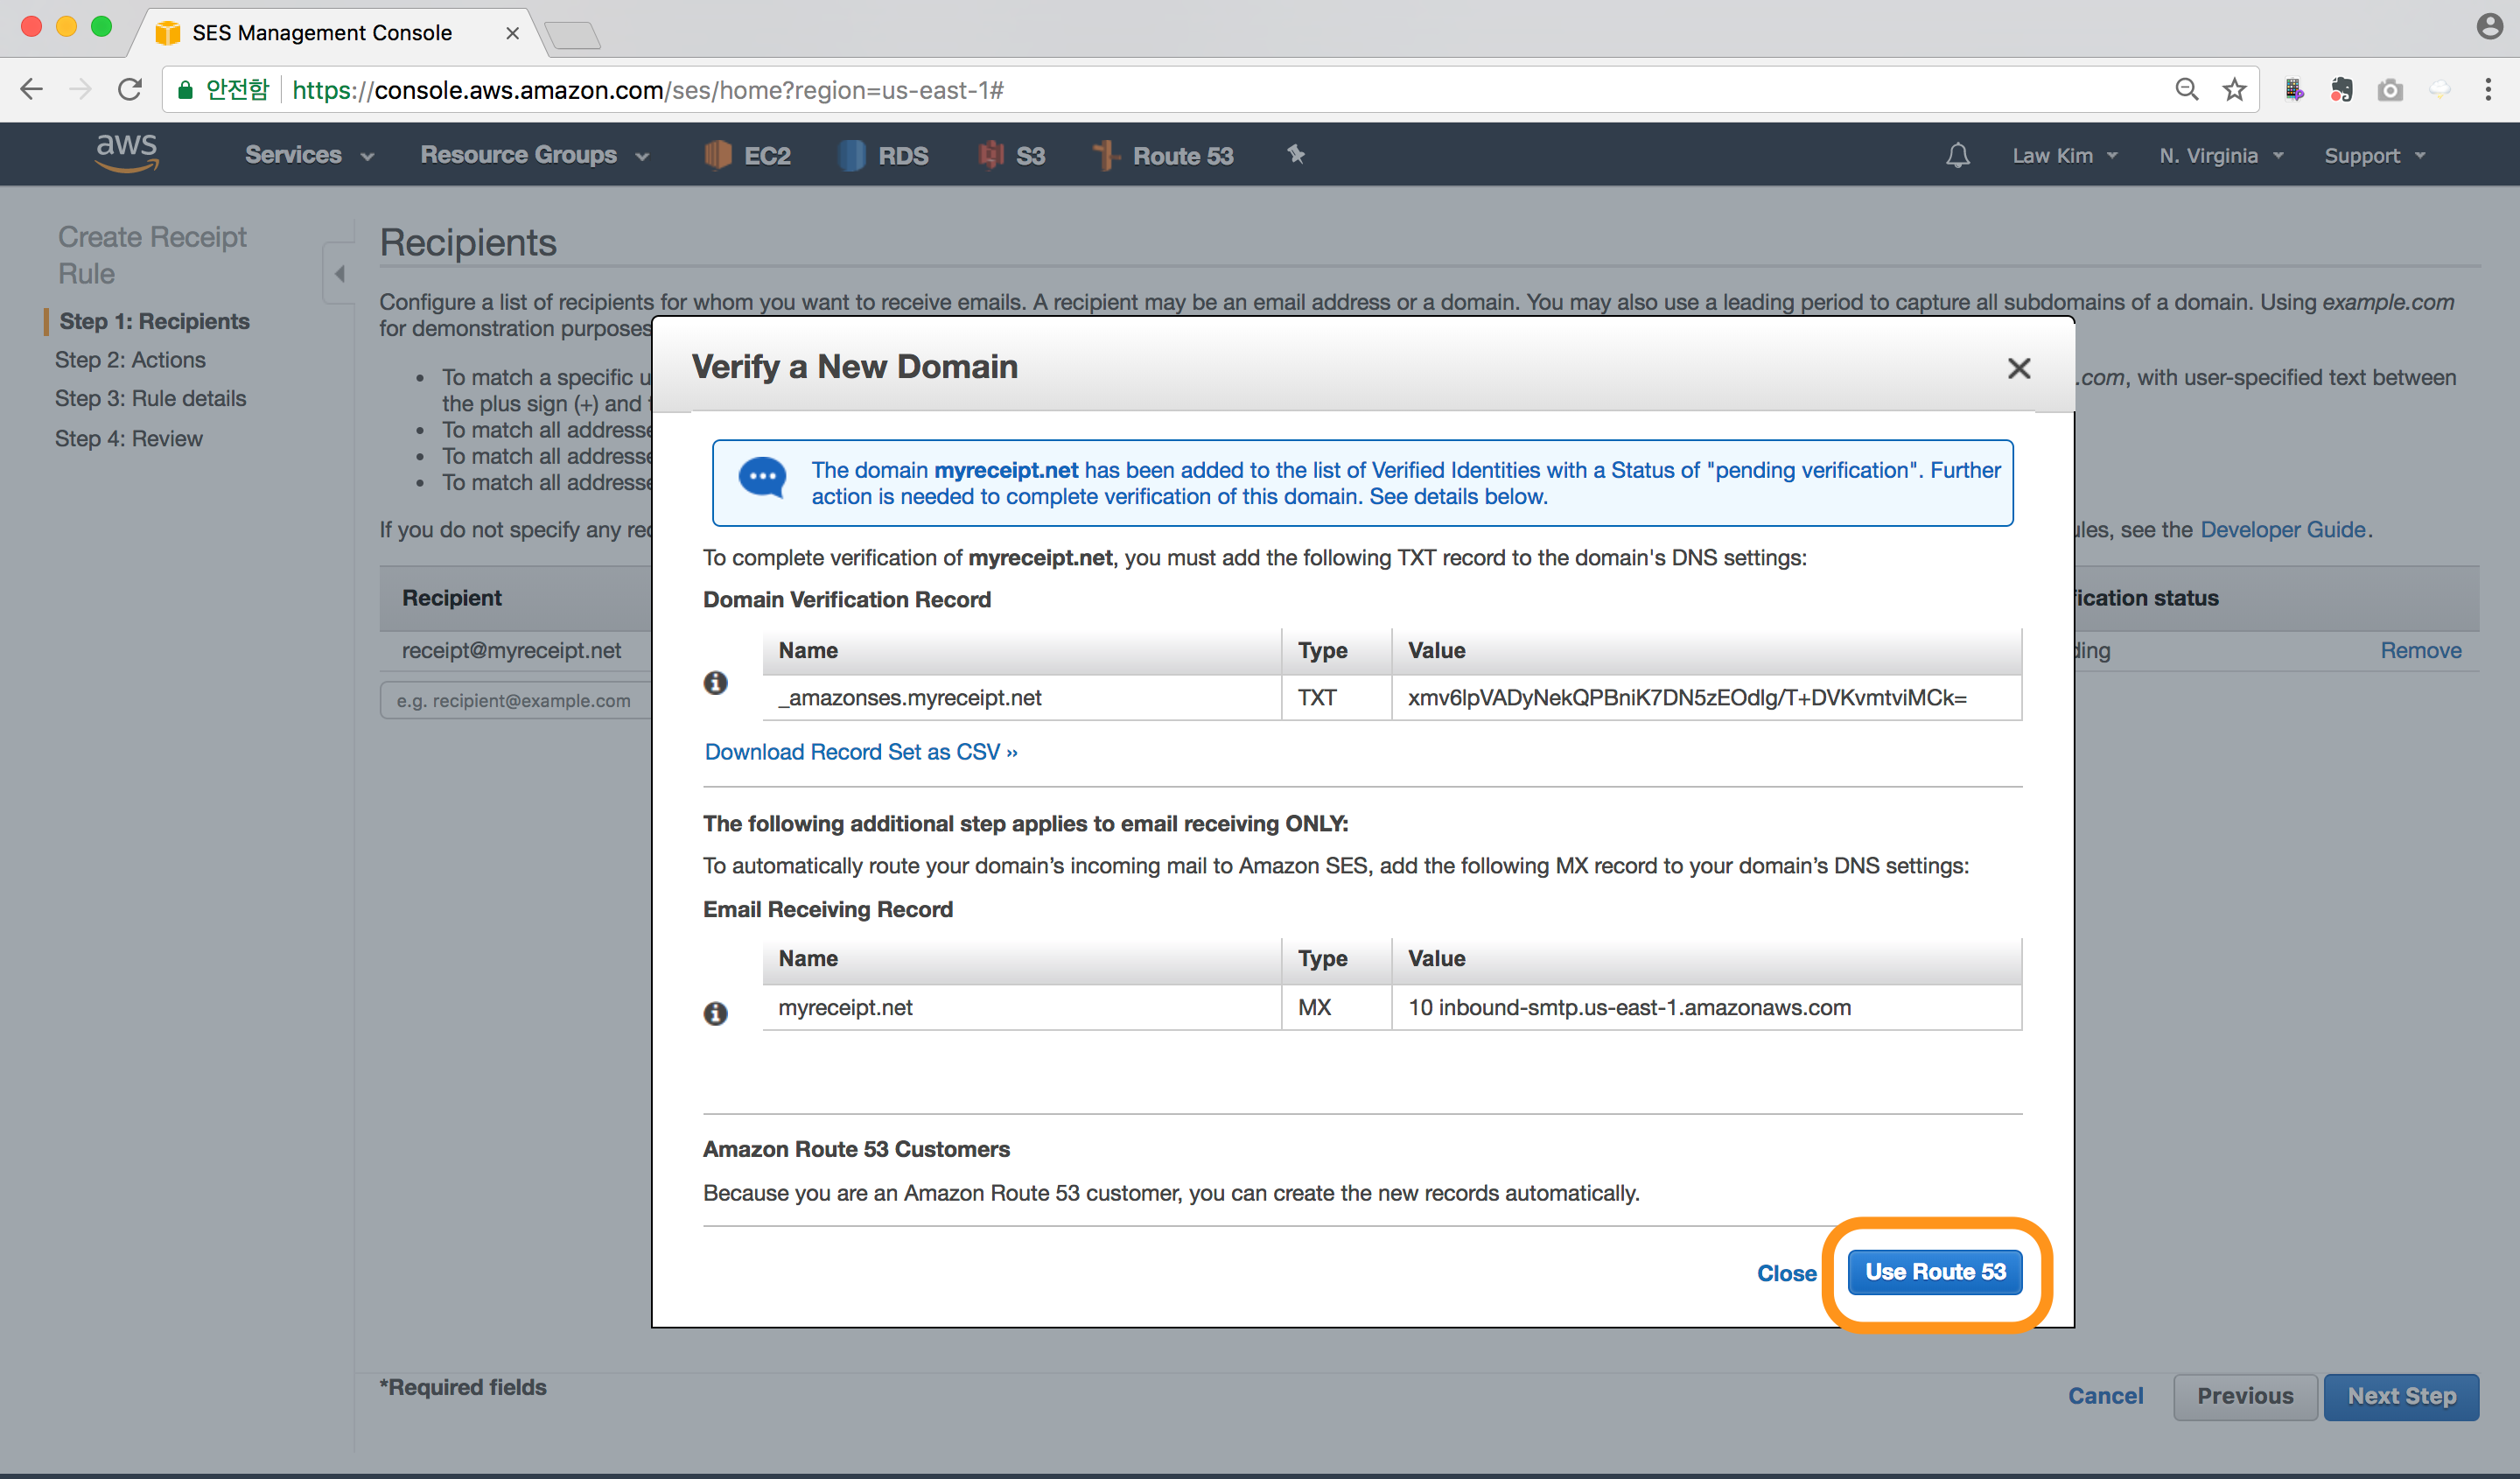 SES Management Console
안전함 https://console.aws.amazon.com/ses/home?region=us-east-1#
aws Services Resource Groups EC2 RDS S3 Route 53 Law Kim N. Virginia Support
Create Receipt
Rule
Step 1: Recipients
Step 2: Actions
Step 3: Rule details
Step 4: Review
Recipients
Configure a list of recipients for whom you want to receive emails. A recipient may be an email address or a domain. You may also use a leading period to capture all subdomains of a domain. Using example.com
for demonstration purposes
• To match a specific u .com, with user-specified text between
the plus sign (+) and
• To match all addresse
• To match all addresse
• To match all addresse
If you do not specify any rec ules, see the Developer Guide.
Recipient fication status
receipt@myreceipt.net ding Remove
e.g. recipient@example.com
Verify a New Domain
The domain myreceipt.net has been added to the list of Verified Identities with a Status of "pending verification". Further
action is needed to complete verification of this domain. See details below.
To complete verification of myreceipt.net, you must add the following TXT record to the domain's DNS settings:
Domain Verification Record
Name Type Value
_amazonses.myreceipt.net TXT xmv6lpVADyNekQPBniK7DN5zEOdlg/T+DVKvmtviMCk=
Download Record Set as CSV »
The following additional step applies to email receiving ONLY:
To automatically route your domain’s incoming mail to Amazon SES, add the following MX record to your domain’s DNS settings:
Email Receiving Record
Name Type Value
myreceipt.net MX 10 inbound-smtp.us-east-1.amazonaws.com
Amazon Route 53 Customers
Because you are an Amazon Route 53 customer, you can create the new records automatically.
Close Use Route 53
*Required fields
Cancel Previous Next Step